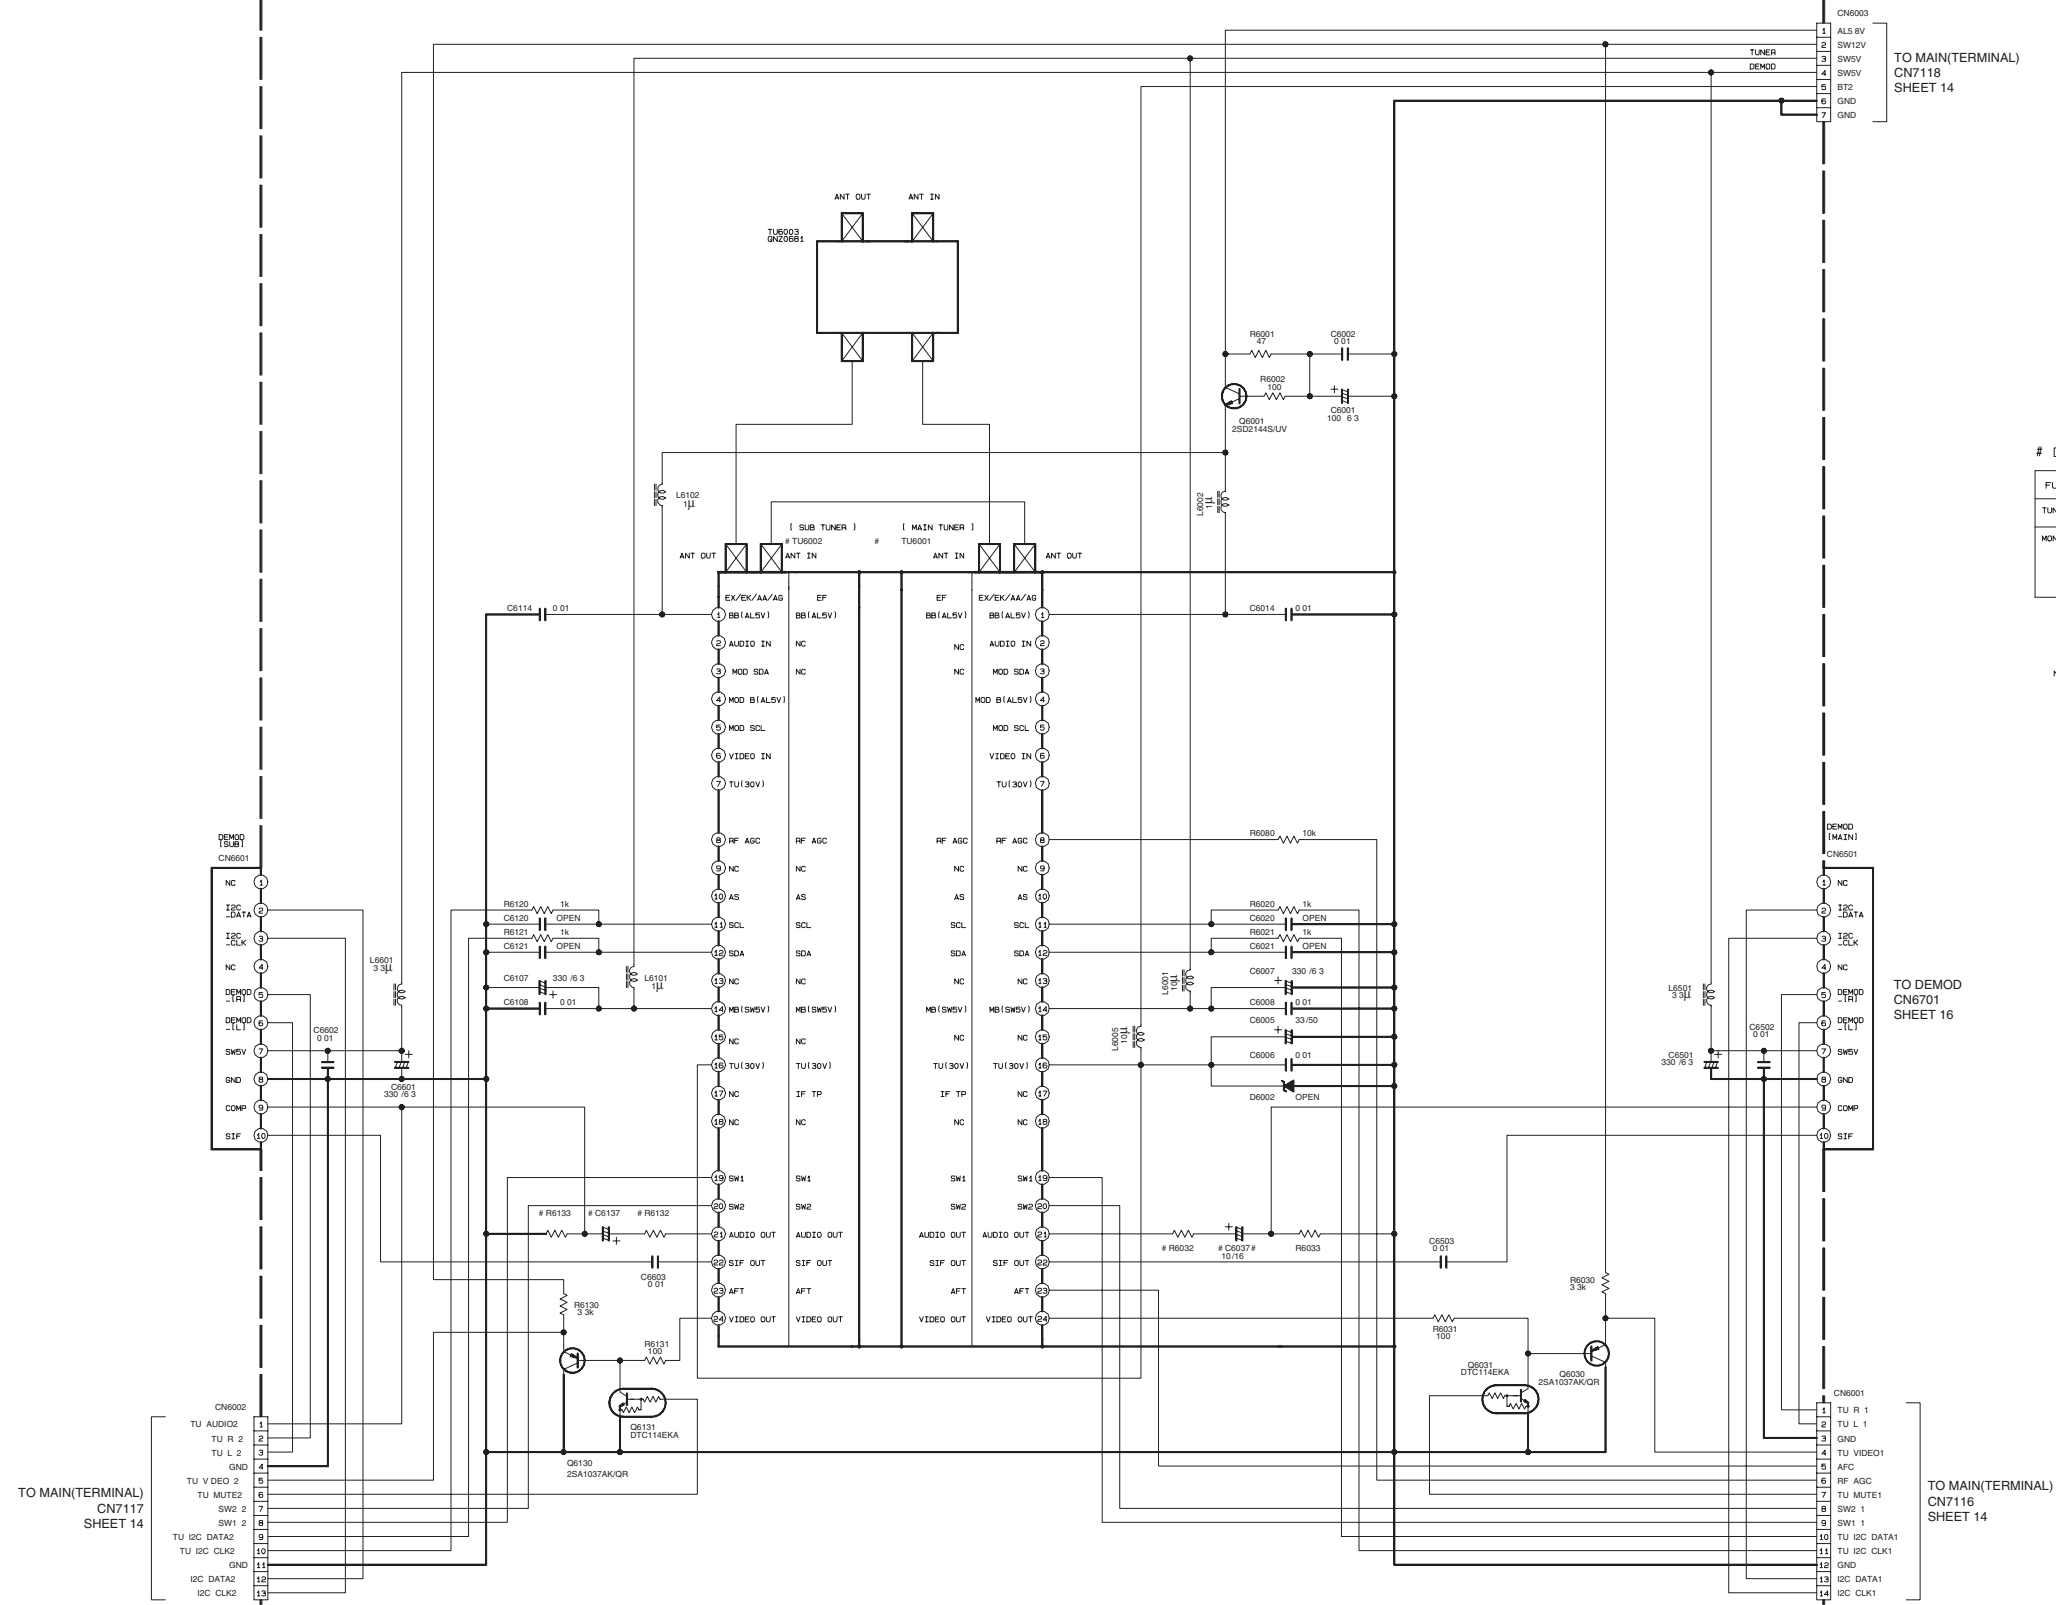 CN6003
1 AL5 8V
2 SW12V
TUNER 3 SW5V
DEMOD 4 SW5V
5 BT2
6 GND
7 GND
TO MAIN(TERMINAL)
CN7118
SHEET 14
ANT OUT ANT IN
TU6003
QNZ0681
R6001
47
C6002
0 01
R6002
100
+
C6001
100 6 3
Q6001
2SD2144S/UV
L6102
1μ
L6002
1μ
[ SUB TUNER ] [ MAIN TUNER ]
# TU6002 # TU6001
ANT OUT ANT IN ANT IN ANT OUT
EX/EK/AA/AG EF EF EX/EK/AA/AG
C6114 0 01
1 BB(AL5V) BB(AL5V) BB(AL5V) BB(AL5V) 1
C6014 0 01
2 AUDIO IN NC NC AUDIO IN 2
3 MOD SDA NC NC MOD SDA 3
4 MOD B(AL5V) MOD B(AL5V) 4
5 MOD SCL MOD SCL 5
6 VIDEO IN VIDEO IN 6
7 TU(30V) TU(30V) 7
8 RF AGC RF AGC RF AGC RF AGC 8
R6080 10k
9 NC NC NC NC 9
10 AS AS AS AS 10
11 SCL SCL SCL SCL 11
12 SDA SDA SDA SDA 12
13 NC NC NC NC 13
14 MB(SW5V) MB(SW5V) MB(SW5V) MB(SW5V) 14
15 NC NC NC NC 15
16 TU(30V) TU(30V) TU(30V) TU(30V) 16
17 NC IF TP IF TP NC 17
18 NC NC NC NC 18
19 SW1 SW1 SW1 SW1 19
20 SW2 SW2 SW2 SW2 20
21 AUDIO OUT AUDIO OUT AUDIO OUT AUDIO OUT 21
22 SIF OUT SIF OUT SIF OUT SIF OUT 22
23 AFT AFT AFT AFT 23
24 VIDEO OUT VIDEO OUT VIDEO OUT VIDEO OUT 24
R6120 1k
C6120 OPEN
R6121 1k
C6121 OPEN
C6107 330 /6 3
+
C6108 0 01
L6101
1μ
R6020 1k
C6020 OPEN
R6021 1k
C6021 OPEN
C6007 330 /6 3
+
C6008 0 01
C6005 33/50
+
C6006 0 01
D6002 OPEN
L6001
10μ
L6005
10μ
DEMOD
[SUB]
CN6601
NC 1
I2C
_DATA 2
I2C
_CLK 3
NC 4
DEMOD
_[R] 5
DEMOD
_[L] 6
SW5V 7
GND 8
COMP 9
SIF 10
L6601
3 3μ
C6602
0 01
+
C6601
330 /6 3
DEMOD
[MAIN]
CN6501
1 NC
2 I2C
_DATA
3 I2C
_CLK
4 NC
5 DEMOD
_[R]
6 DEMOD
_[L]
7 SW5V
8 GND
9 COMP
10 SIF
TO DEMOD
CN6701
SHEET 16
L6501
3 3μ
C6502
0 01
C6501
330 /6 3
+
# R6133 # C6137 # R6132
+
C6603
0 01
R6130
3 3k
R6131
100
Q6131
DTC114EKA
Q6130
2SA1037AK/QR
# R6032
+
# C6037#
10/16
R6033
C6503
0 01
R6030
3 3k
R6031
100
Q6031
DTC114EKA
Q6030
2SA1037AK/QR
CN6002
TU AUDIO2 1
TU R 2 2
TU L 2 3
GND 4
TU V DEO 2 5
TU MUTE2 6
SW2 2 7
SW1 2 8
TU I2C DATA2 9
TU I2C CLK2 10
GND 11
I2C DATA2 12
I2C CLK2 13
TO MAIN(TERMINAL)
CN7117
SHEET 14
CN6001
1 TU R 1
2 TU L 1
3 GND
4 TU VIDEO1
5 AFC
6 RF AGC
7 TU MUTE1
8 SW2 1
9 SW1 1
10 TU I2C DATA1
11 TU I2C CLK1
12 GND
13 I2C DATA1
14 I2C CLK1
TO MAIN(TERMINAL)
CN7116
SHEET 14
#
FU
TUN
MON